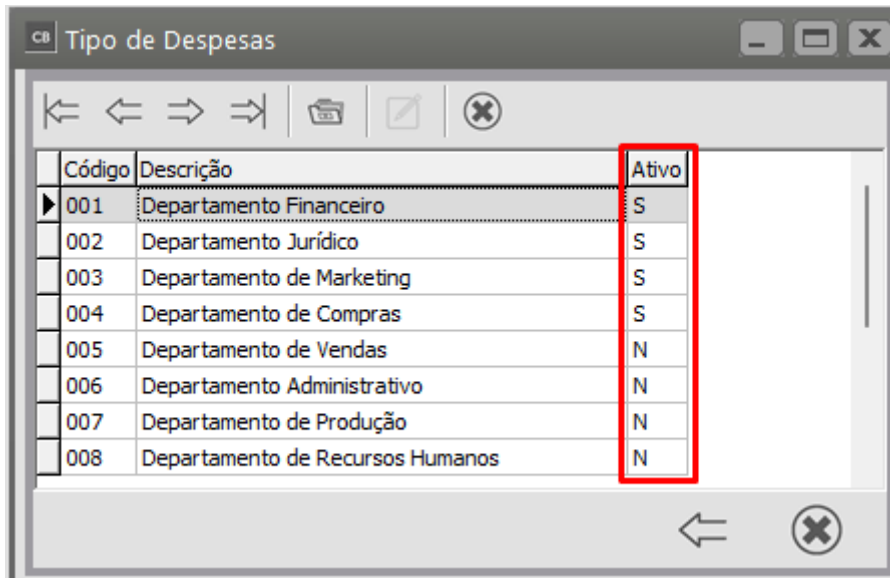 CB Tipo de Despesas
Código Descrição Ativo
001 Departamento Financeiro S
002 Departamento Jurídico S
003 Departamento de Marketing S
004 Departamento de Compras S
005 Departamento de Vendas N
006 Departamento Administrativo N
007 Departamento de Produção N
008 Departamento de Recursos Humanos N